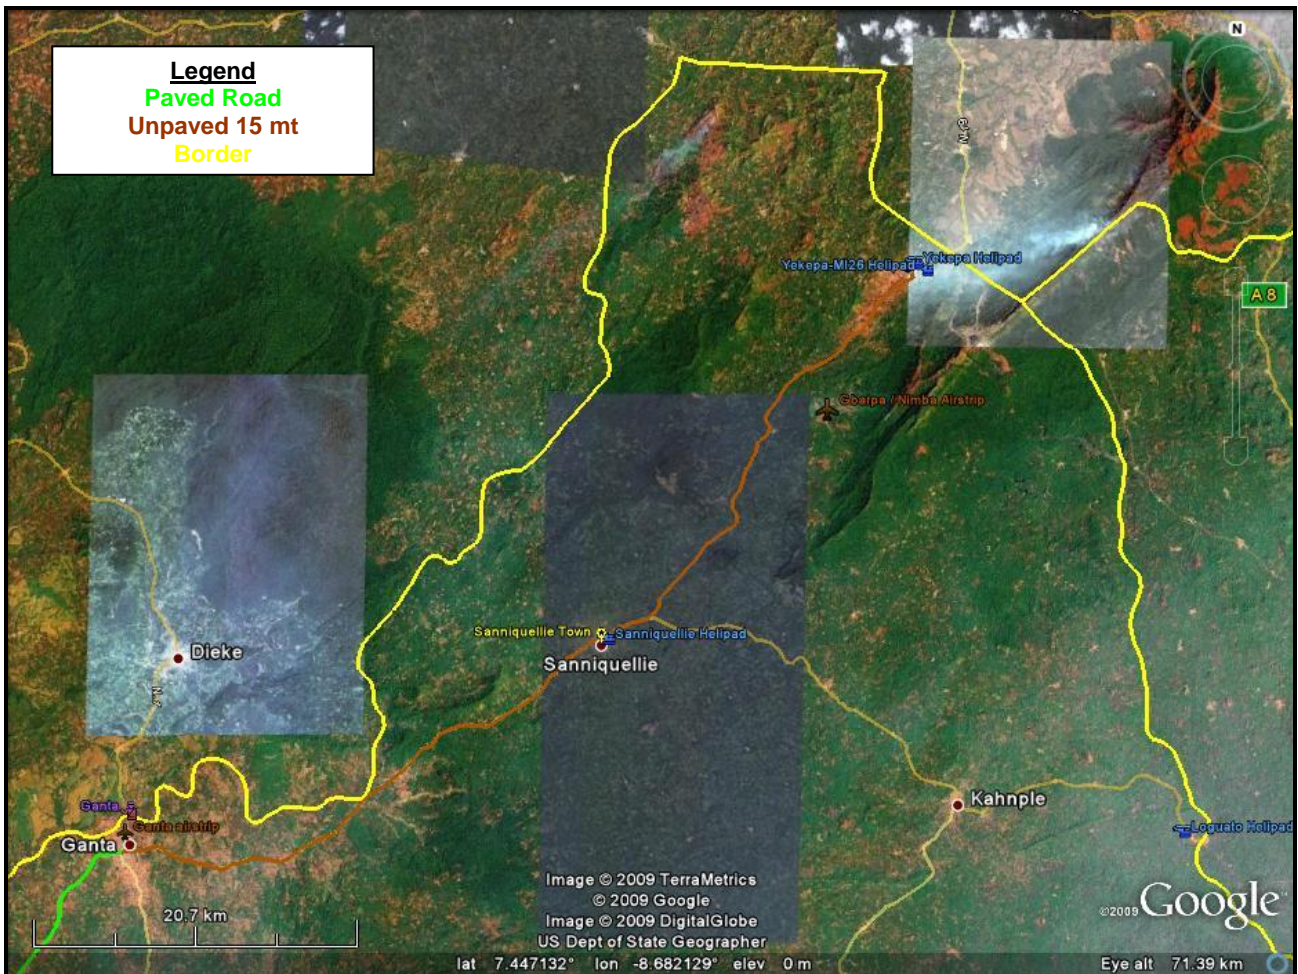 Legend
Paved Road
Unpaved 15 mt
Border
N
A 8
Yekepa-MI26 Helipad
Yekepa Helipad
Gbarpa / Nimba Airstrip
Sanniquellie Town
Sanniquellie Helipad
Sanniquellie
Dieke
Kahnple
Loguato Helipad
Ganta
Ganta airstrip
Ganta
20.7 km
Image © 2009 TerraMetrics
© 2009 Google
Image © 2009 DigitalGlobe
US Dept of State Geographer
©2009 Google
lat 7.447132° lon -8.682129° elev 0 m
Eye alt 71.39 km